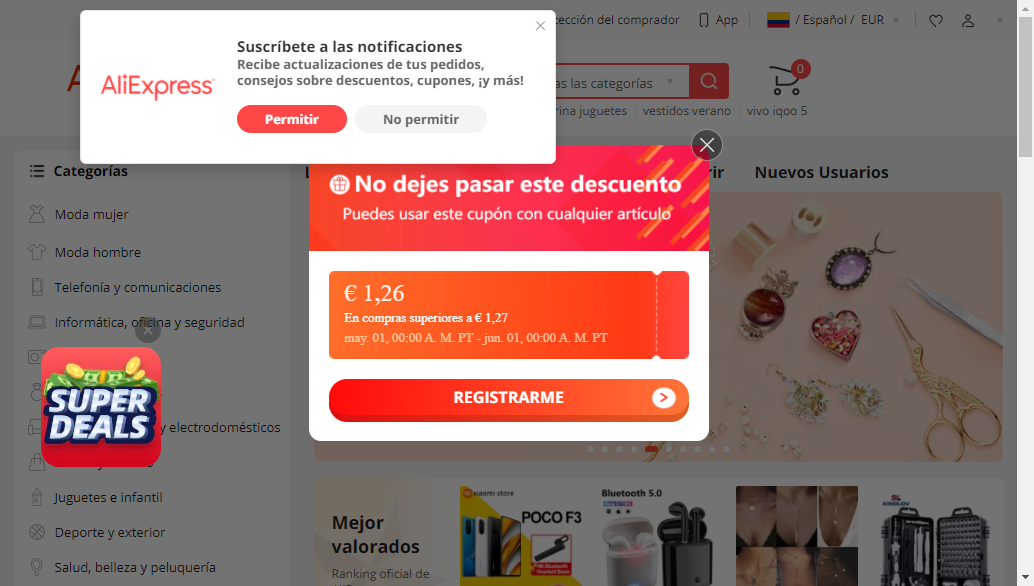 Suscríbete a las notificaciones
Recibe actualizaciones de tus pedidos,
consejos sobre descuentos, cupones, ¡y más!
AliExpress
Permitir
No permitir
del comprador
App
/ Español / EUR
las categorías
0
juguetes
vestidos verano
vivo iqoo 5
Categorías
Nuevos Usuarios
Moda mujer
Moda hombre
Telefonía y comunicaciones
Informática, oficina y seguridad
y electrodomésticos
Juguetes e infantil
Deporte y exterior
Salud, belleza y peluquería
SUPER
DEALS
No dejes pasar este descuento
Puedes usar este cupón con cualquier artículo
€ 1,26
En compras superiores a € 1,27
may. 01, 00:00 A. M. PT - jun. 01, 00:00 A. M. PT
REGISTRARME
Mejor
valorados
Ranking oficial de
xiaomi store
POCO F3
Bluetooth 5.0
KINDLOV